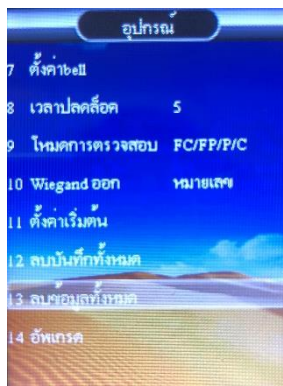 อุปกรณ์
7 ตั้งค่าbell
8 เวลาปลดล็อค 5
9 โหมดการตรวจสอบ FC/FP/P/C
10 Wiegand ออก หมายเลข
11 ตั้งค่าเริ่มต้น
12 ลบบันทึกทั้งหมด
13 ลบข้อมูลทั้งหมด
14 อัพเกรด